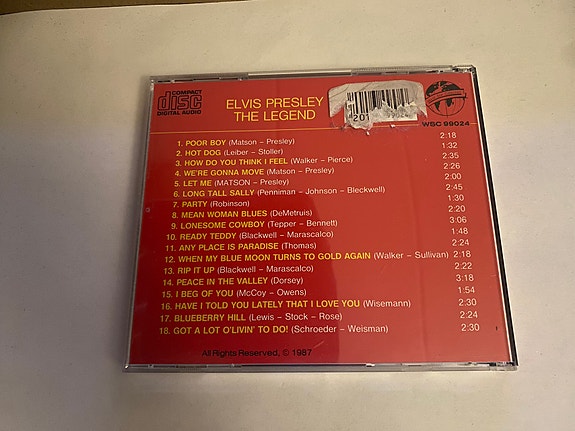 COMPACT
disc
DIGITAL AUDIO
ELVIS PRESLEY
THE LEGEND
201
99024
WSC 99024
1. POOR BOY (Matson – Presley) 2:18
2. HOT DOG (Leiber – Stoller) 1:32
3. HOW DO YOU THINK I FEEL (Walker – Pierce) 2:35
4. WE'RE GONNA MOVE (Matson – Presley) 2:26
5. LET ME (MATSON – Presley) 2:00
6. LONG TALL SALLY (Penniman – Johnson – Bleckwell) 2:45
7. PARTY (Robinson) 1:30
8. MEAN WOMAN BLUES (DeMetruis) 2:20
9. LONESOME COWBOY (Tepper – Bennett) 3:06
10. READY TEDDY (Blackwell – Marascalco) 1:48
11. ANY PLACE IS PARADISE (Thomas) 2:24
12. WHEN MY BLUE MOON TURNS TO GOLD AGAIN (Walker – Sullivan) 2:18
13. RIP IT UP (Blackwell – Marascalco) 2:22
14. PEACE IN THE VALLEY (Dorsey) 3:18
15. I BEG OF YOU (McCoy – Owens) 1:54
16. HAVE I TOLD YOU LATELY THAT I LOVE YOU (Wisemann) 2:30
17. BLUEBERRY HILL (Lewis – Stock – Rose) 2:24
18. GOT A LOT O'LIVIN' TO DO! (Schroeder – Weisman) 2:30
All Rights Reserved, © 1987